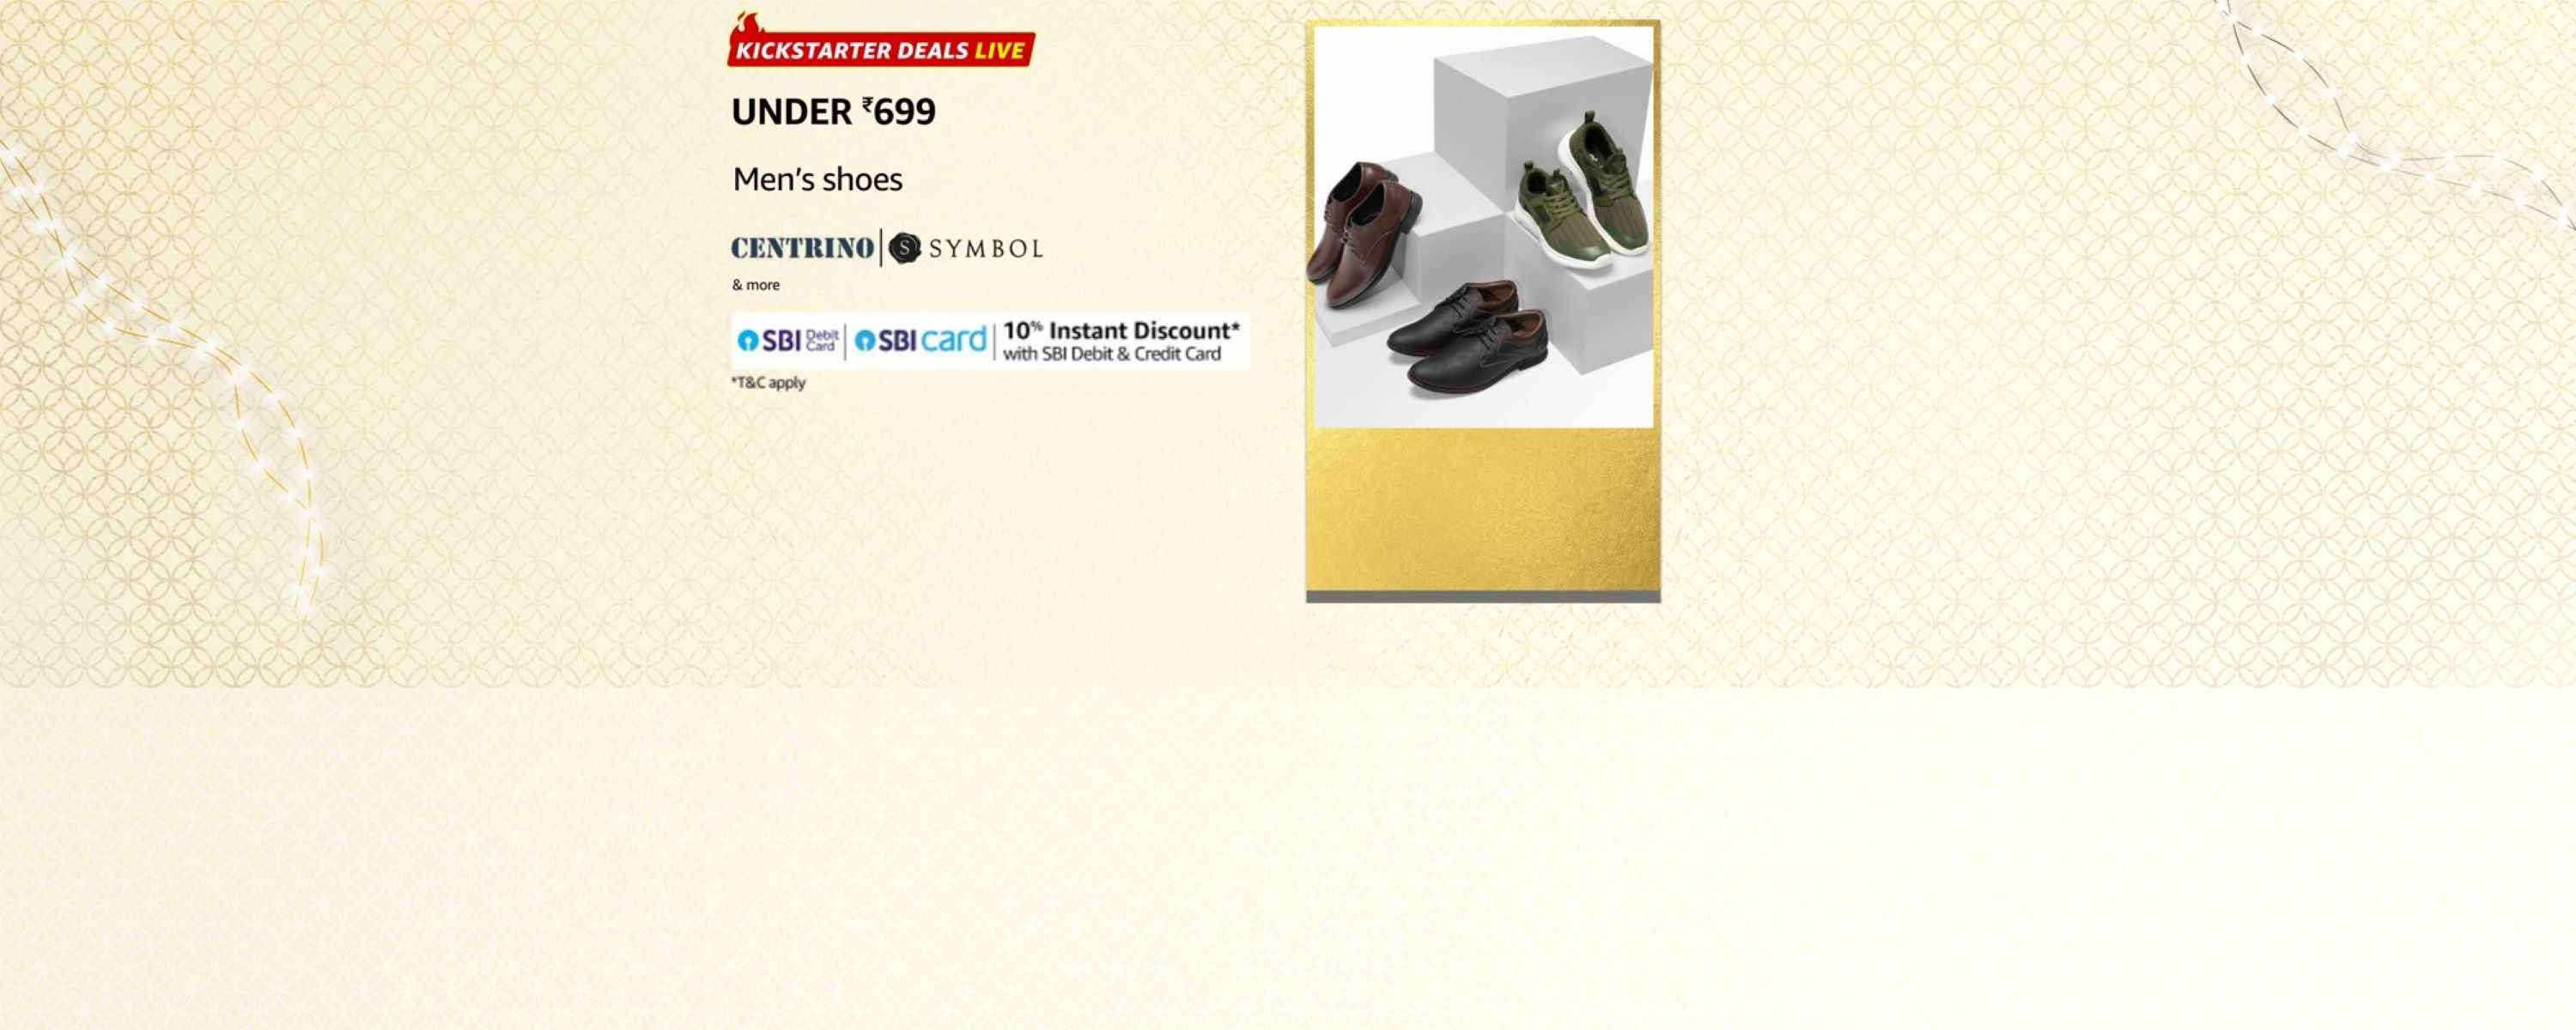 KICKSTARTER DEALS LIVE
UNDER ₹699
Men's shoes
CENTRINO | S SYMBOL
& more
SBI Debit Card | SBI card | 10% Instant Discount*
with SBI Debit & Credit Card
*T&C apply